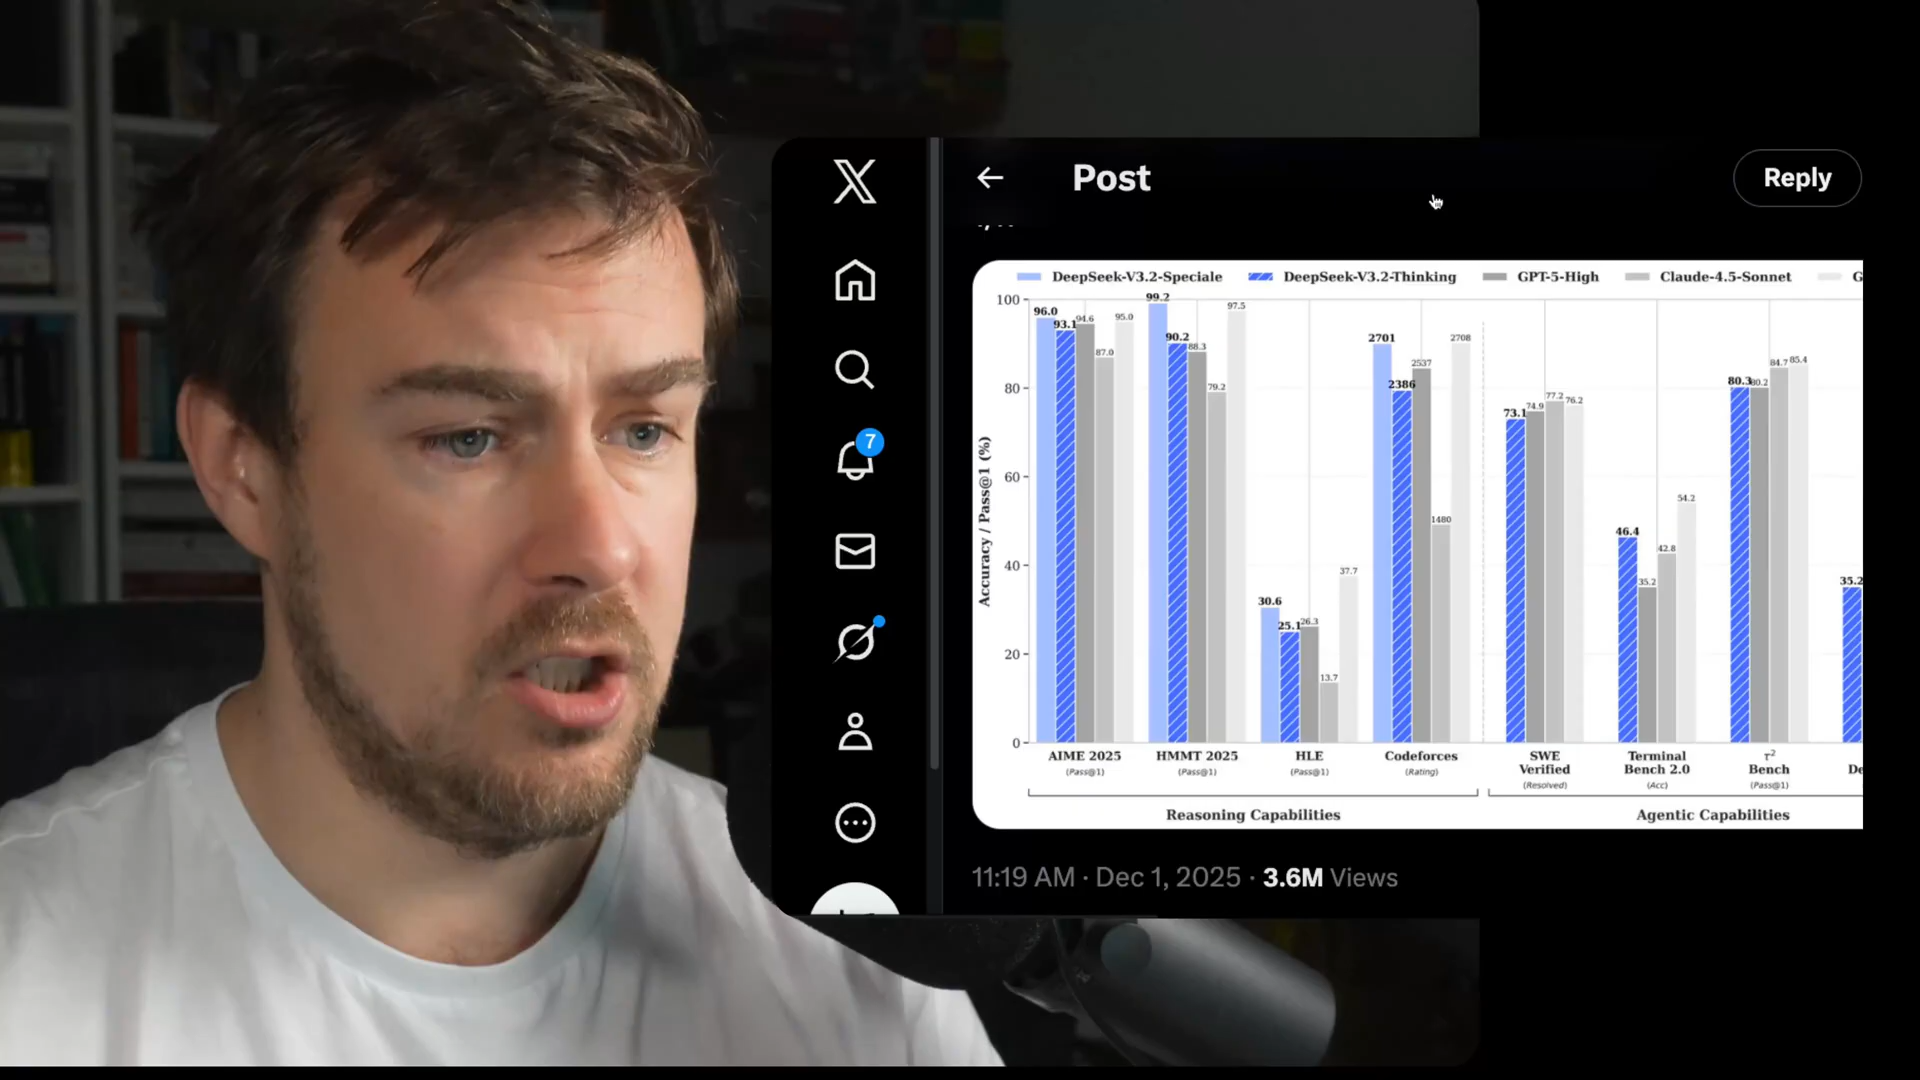 Post
Reply
7
DeepSeek-V3.2-Speciale DeepSeek-V3.2-Thinking GPT-5-High Claude-4.5-Sonnet G
Accuracy / Pass@1 (%)
100
80
60
40
20
0
96.0 93.1 94.6 87.0 95.0
99.2 90.2 88.3 79.2 97.5
30.6 25.1 26.3 13.7 37.7
2701 2386 2537 1480 2708
73.1 74.9 77.2 76.2
46.4 35.2 42.8 54.2
80.3 80.2 84.7 85.4
35.2
AIME 2025
(Pass@1)
HMMT 2025
(Pass@1)
HLE
(Pass@1)
Codeforces
(Rating)
SWE
Verified
(Resolved)
Terminal
Bench 2.0
(Acc)
τ²
Bench
(Pass@1)
De
Reasoning Capabilities
Agentic Capabilities
11:19 AM · Dec 1, 2025 · 3.6M Views